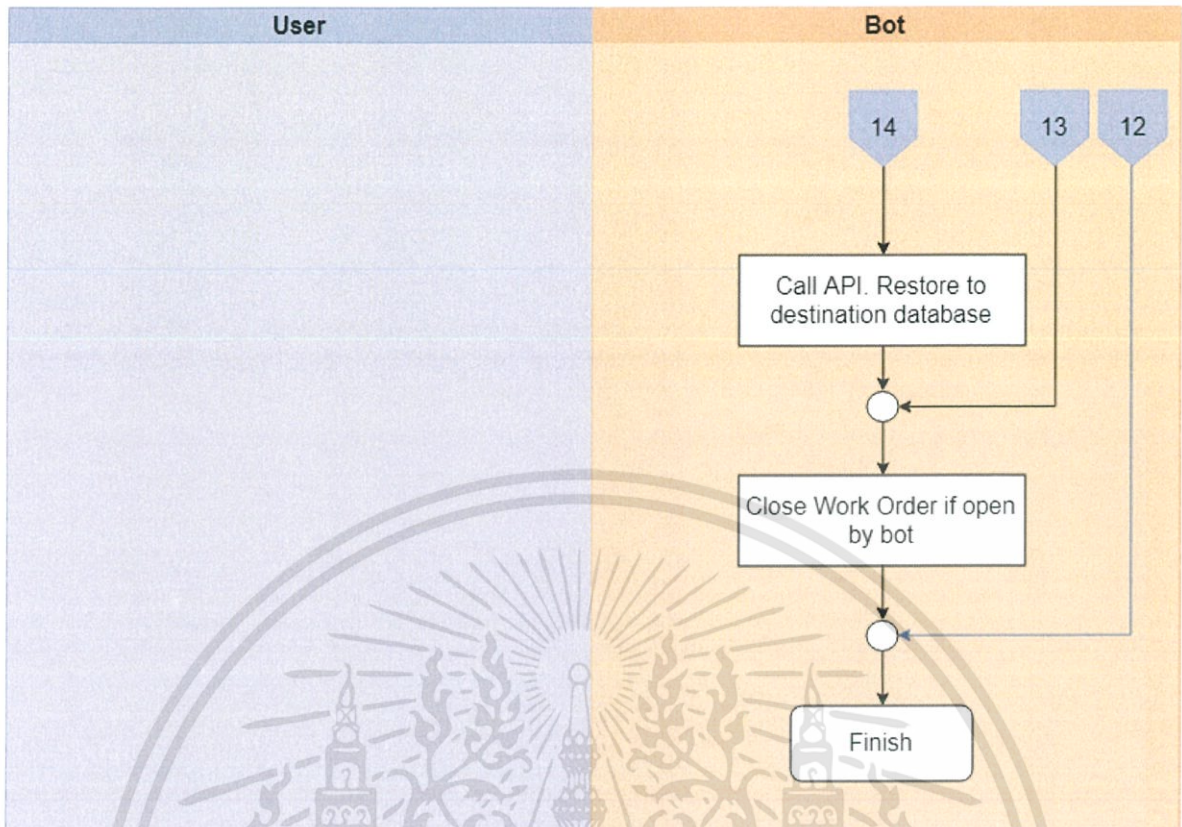 User
Bot
14
13
12
Call API. Restore to
destination database
Close Work Order if open
by bot
Finish